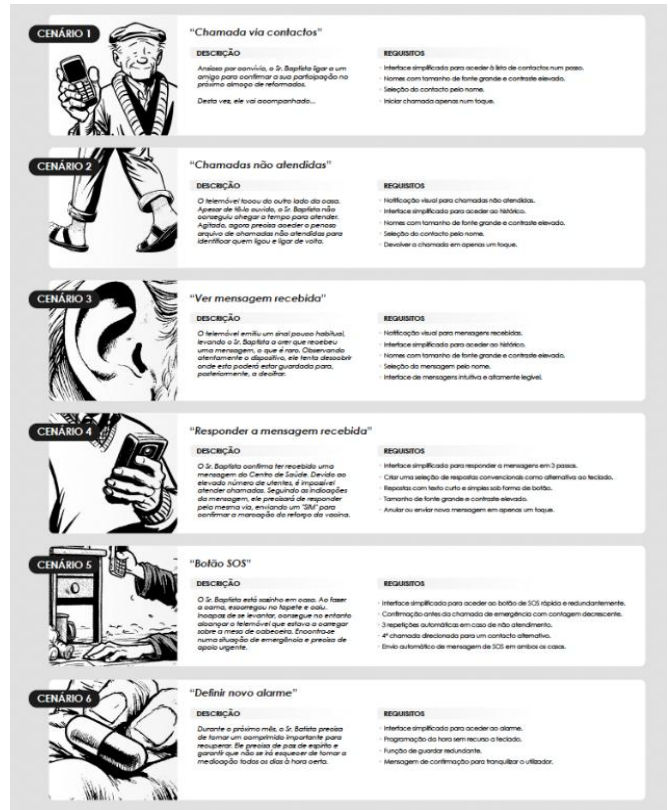 CENÁRIO 1
“Chamada via contactos”
DESCRIÇÃO
Ansioso por convívio, o Sr. Baptista ligar a um
amigo para confirmar a sua participação no
próximo almoço de reformados.
Desta vez, ele vai acompanhado...
REQUISITOS
· Interface simplificada para aceder à lista de contactos num passo.
· Nomes com tamanho de fonte grande e contraste elevado.
· Seleção do contacto pelo nome.
· Iniciar chamada apenas num toque.
CENÁRIO 2
“Chamadas não atendidas”
DESCRIÇÃO
O telemóvel tocou do outro lado da casa.
Apesar de tê-lo ouvido, o Sr. Baptista não
conseguiu chegar a tempo para atender.
Agitado, agora precisa aceder o penoso
arquivo de chamadas não atendidas para
identificar quem ligou e ligar de volta.
REQUISITOS
· Notificação visual para chamadas não atendidas.
· Interface simplificada para aceder ao histórico.
· Nomes com tamanho de fonte grande e contraste elevado.
· Seleção do contacto pelo nome.
· Devolver a chamada em apenas um toque.
CENÁRIO 3
“Ver mensagem recebida”
DESCRIÇÃO
O telemóvel emitiu um sinal pouco habitual,
levando o Sr. Baptista a crer que recebeu
uma mensagem, o que é raro. Observando
atentamente o dispositivo, ele tenta descobrir
onde esta poderá estar guardada para,
posteriormente, a decifrar.
REQUISITOS
· Notificação visual para mensagens recebidas.
· Interface simplificada para aceder ao histórico.
· Nomes com tamanho de fonte grande e contraste elevado.
· Seleção da mensagem pelo nome.
· Interface de mensagens intuitiva e altamente legível.
CENÁRIO 4
“Responder a mensagem recebida”
DESCRIÇÃO
O Sr. Baptista confirma ter recebido uma
mensagem do Centro de Saúde. Devido ao
elevado número de utentes, é impossível
atender chamadas. Seguindo as indicações
da mensagem, ele precisará de responder
pela mesma via, enviando um "SIM" para
confirmar a marcação do reforço da vacina.
REQUISITOS
· Interface simplificada para responder a mensagens em 3 passos.
· Criar uma seleção de respostas convencionais como alternativa ao teclado.
· Repostas com texto curto e simples sob forma de botão.
· Tamanho de fonte grande e contraste elevado.
· Anular ou enviar nova mensagem em apenas um toque.
CENÁRIO 5
“Botão SOS”
DESCRIÇÃO
O Sr. Baptista está sozinho em casa. Ao fazer
a cama, escorregou no tapete e caiu.
Incapaz de se levantar, consegue no entanto
alcançar o telemóvel que estava a carregar
sobre a mesa de cabeceira. Encontra-se
numa situação de emergência e precisa de
apoio urgente.
REQUISITOS
· Interface simplificada para aceder ao botão de SOS rápida e redundantemente.
· Confirmação antes da chamada de emergência com contagem decrescente.
· 3 repetições automáticas em caso de não atendimento.
· 4ª chamada direcionada para um contacto alternativo.
· Envio automático de mensagem de SOS em ambos os casos.
CENÁRIO 6
“Definir novo alarme”
DESCRIÇÃO
Durante o próximo mês, o Sr. Batista precisa
de tomar um comprimido importante para
recuperar. Ele precisa de paz de espírito e
garantir que não se irá esquecer de tomar a
medicação todos os dias à hora certa.
REQUISITOS
· Interface simplificada para aceder ao alarme.
· Programação da hora sem recurso a teclado.
· Função de guardar redundante.
· Mensagem de confirmação para tranquilizar o utilizador.